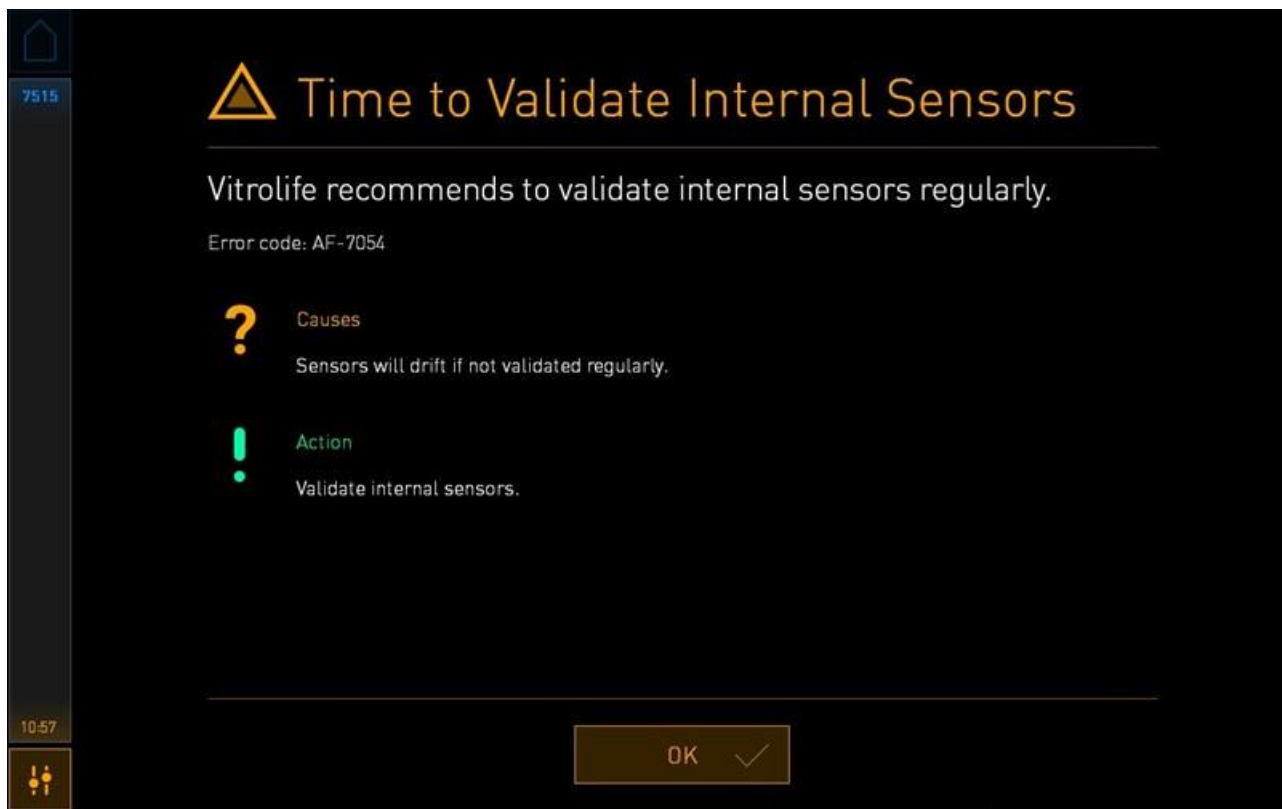 7515
Time to Validate Internal Sensors
Vitrolife recommends to validate internal sensors regularly.
Error code: AF-7054
?
Causes
Sensors will drift if not validated regularly.
!
Action
Validate internal sensors.
10:57
OK